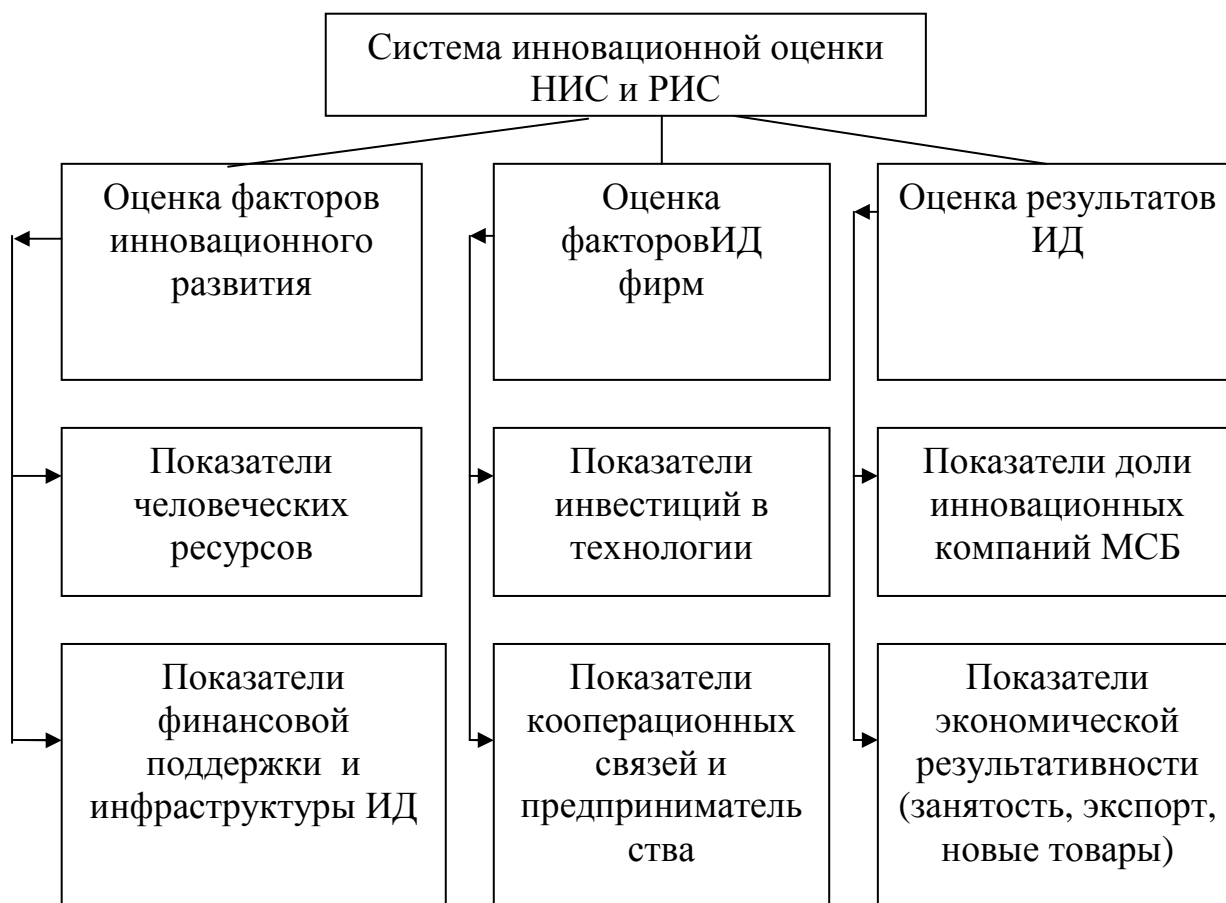 Система инновационной оценки
НИС и РИС
Оценка факторов
инновационного
развития
Оценка
факторовИД
фирм
Оценка результатов
ИД
Показатели
человеческих
ресурсов
Показатели
инвестиций в
технологии
Показатели доли
инновационных
компаний МСБ
Показатели
финансовой
поддержки и
инфраструктуры ИД
Показатели
кооперационных
связей и
предприниматель
ства
Показатели
экономической
результативности
(занятость, экспорт,
новые товары)